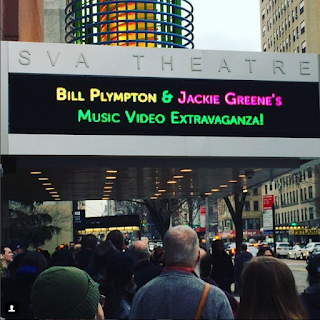 SVA THEATRE
Bill Plympton & Jackie Greene's
Music Video Extravaganza!